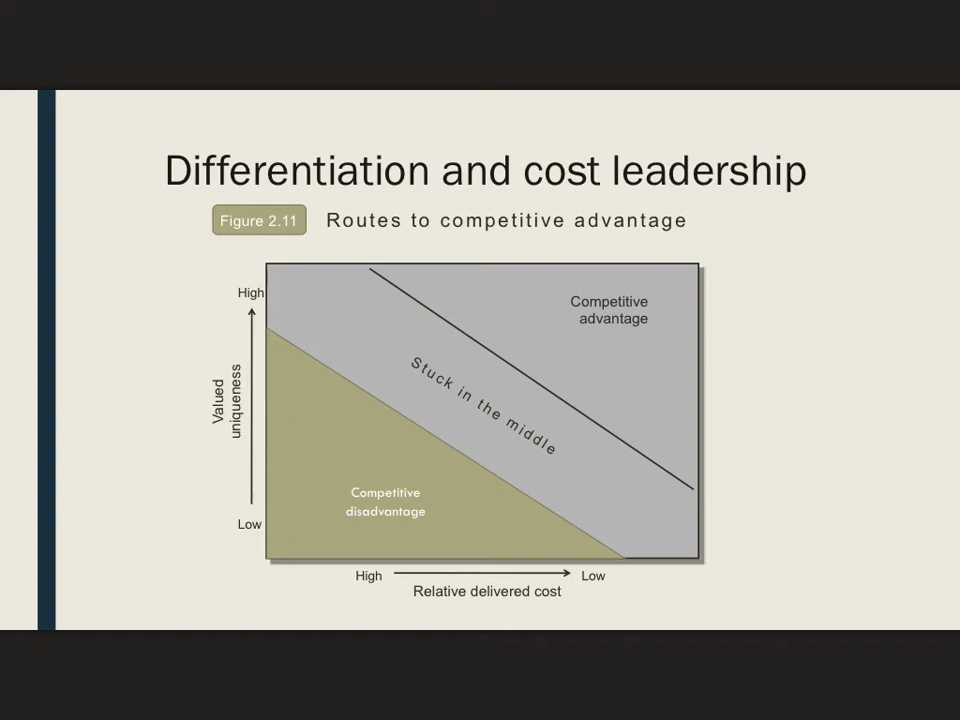 Differentiation and cost leadership
Figure 2.11 Routes to competitive advantage
High
Competitive
advantage
Stuck in the middle
Valued
uniqueness
Competitive
disadvantage
Low
High
Low
Relative delivered cost